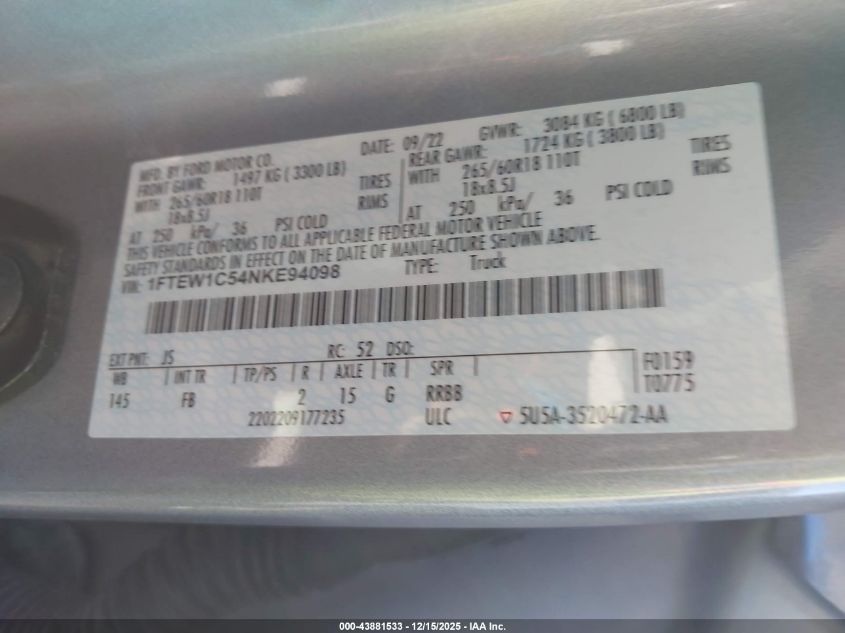 MFD. BY FORD MOTOR CO.
DATE: 09/22 GVWR: 3084 KG ( 6800 LB)
FRONT GAWR: 1497 KG ( 3300 LB)
REAR GAWR: 1724 KG ( 3800 LB)
WITH 265/60R18 110T TIRES
18x8.5J RIMS
AT 250 kPa/ 36 PSI COLD
WITH 265/60R18 110T TIRES
18x8.5J RIMS
AT 250 kPa/ 36 PSI COLD
THIS VEHICLE CONFORMS TO ALL APPLICABLE FEDERAL MOTOR VEHICLE
SAFETY STANDARDS IN EFFECT ON THE DATE OF MANUFACTURE SHOWN ABOVE.
VIN: 1FTEW1C54NKE94098 TYPE: Truck
EXT PNT: JS RC: 52 DSO:
WB INT TR TP/PS R AXLE TR SPR F0159
145 FB 2 15 G RRBB T0775
2202209177235 ULC 5U5A-3520472-AA
000-43881533 - 12/15/2025 - IAA Inc.